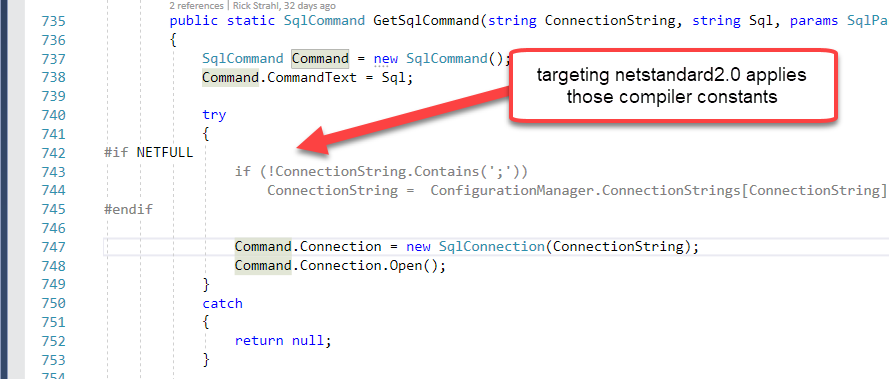 2 references | Rick Strahl, 32 days ago
735 public static SqlCommand GetSqlCommand(string ConnectionString, string Sql, params SqlPa
736 {
737 SqlCommand Command = new SqlCommand();
738 Command.CommandText = Sql;
739
740 try
741 {
742 #if NETFULL
743 if (!ConnectionString.Contains(';'))
744 ConnectionString = ConfigurationManager.ConnectionStrings[ConnectionString]
745 #endif
746
747 Command.Connection = new SqlConnection(ConnectionString);
748 Command.Connection.Open();
749 }
750 catch
751 {
752 return null;
753 }
754
targeting netstandard2.0 applies
those compiler constants